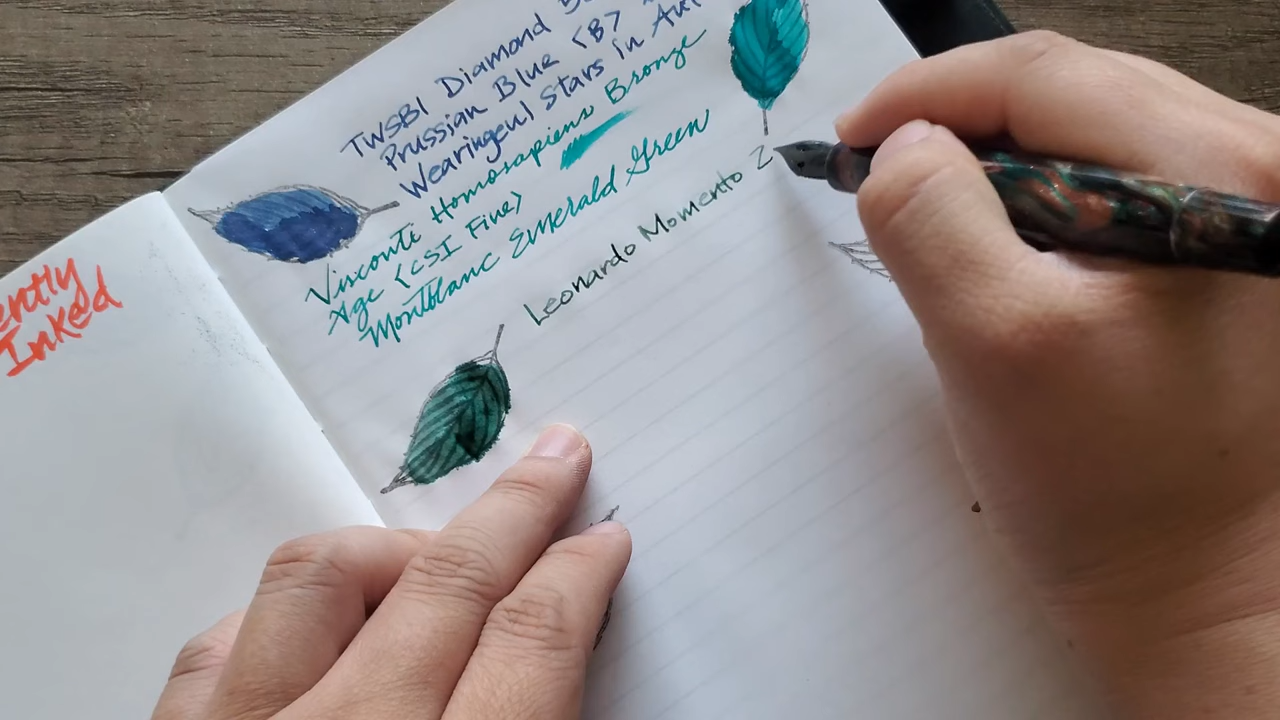 ently
Inked
TWSBI Diamond
Prussian Blue <B>
Wearingeul Stars in
Visconti Homosapiens Bronze
Age <CSI Fine>
Montblanc Emerald Green
Leonardo Momento Z